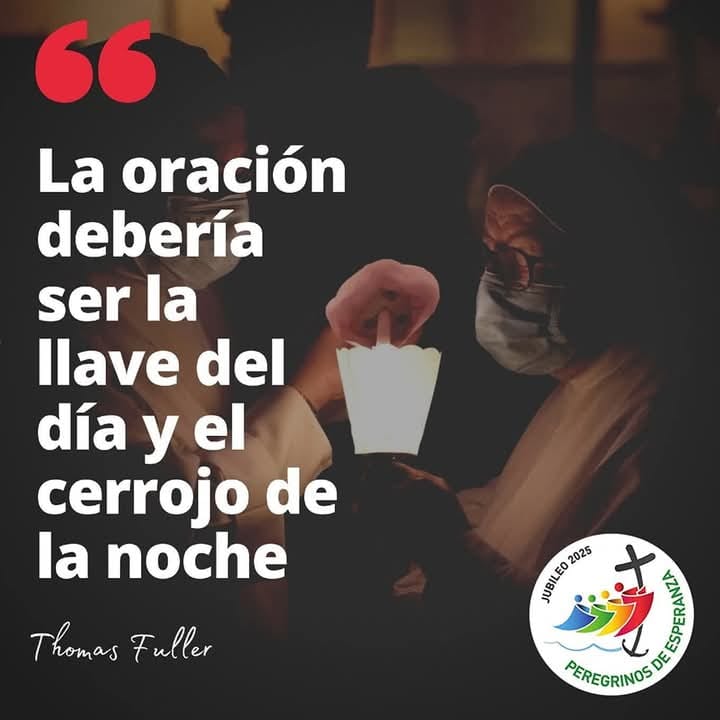 La oración
debería
ser la
llave del
día y el
cerrojo de
la noche
Thomas Fuller
JUBILEO 2025
PEREGRINOS DE ESPERANZA